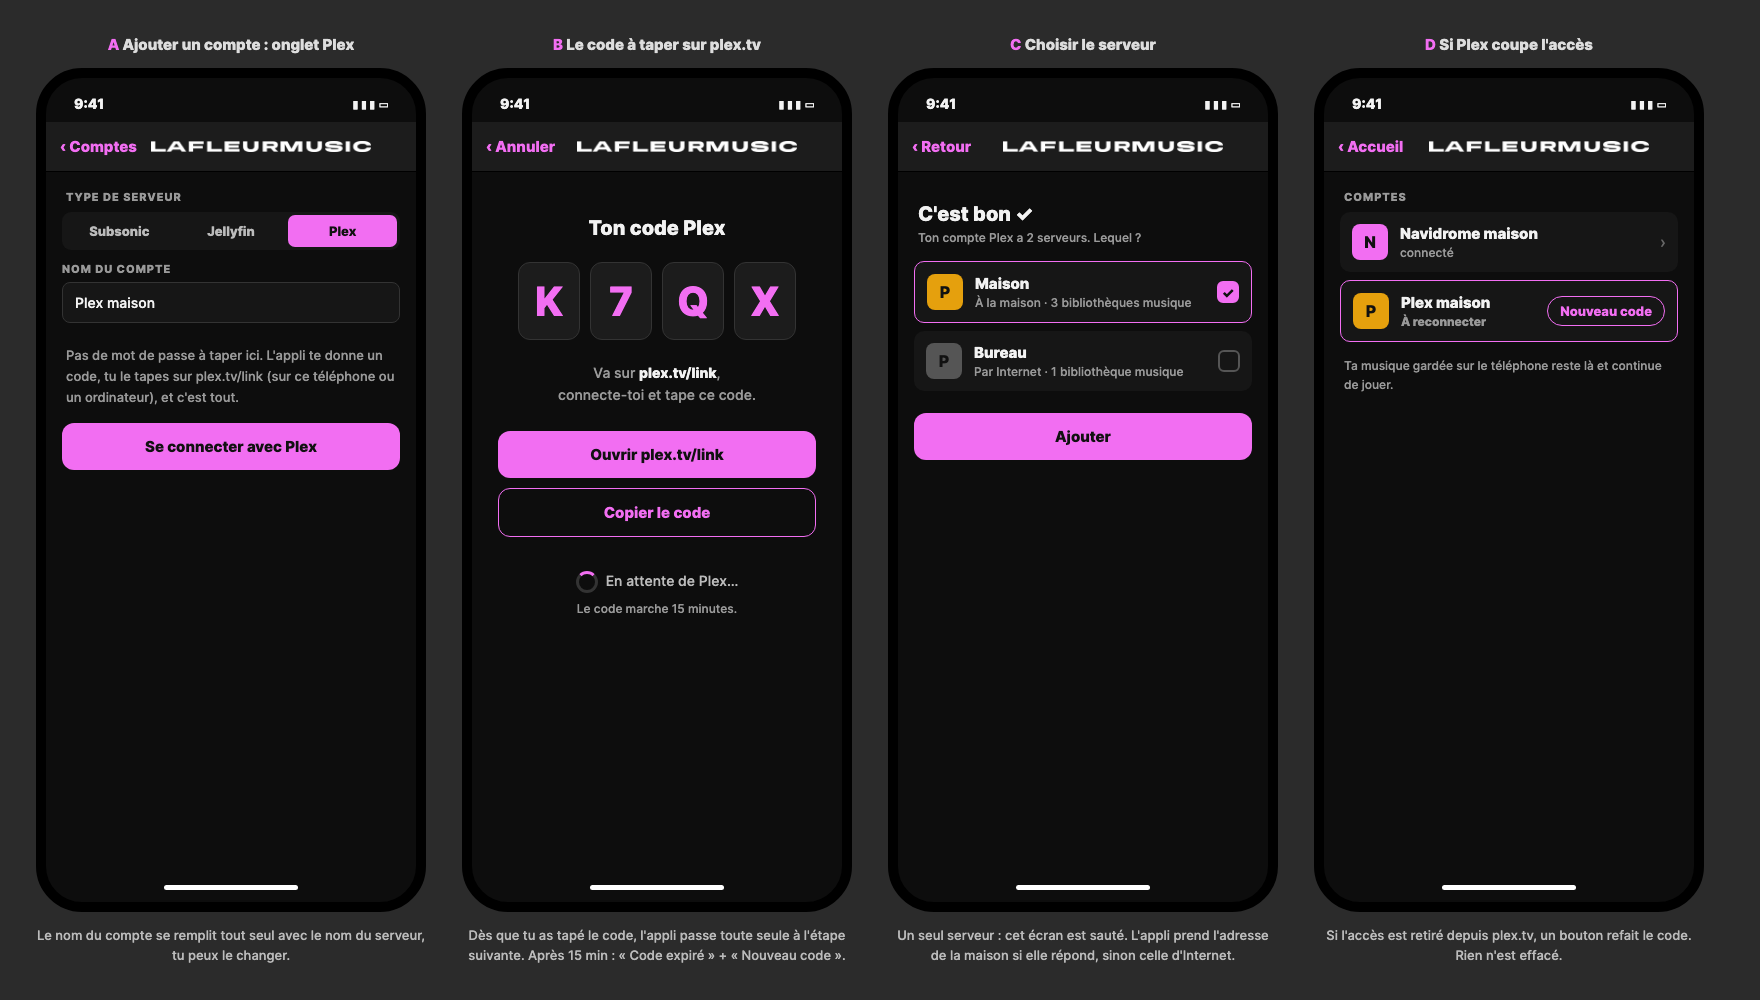 A Ajouter un compte : onglet Plex
9:41
‹ Comptes LAFLEURMUSIC
TYPE DE SERVEUR
Subsonic Jellyfin Plex
NOM DU COMPTE
Plex maison
Pas de mot de passe à taper ici. L'appli te donne un
code, tu le tapes sur plex.tv/link (sur ce téléphone ou
un ordinateur), et c'est tout.
Se connecter avec Plex
Le nom du compte se remplit tout seul avec le nom du serveur,
tu peux le changer.
B Le code à taper sur plex.tv
9:41
‹ Annuler LAFLEURMUSIC
Ton code Plex
K 7 Q X
Va sur plex.tv/link,
connecte-toi et tape ce code.
Ouvrir plex.tv/link
Copier le code
En attente de Plex...
Le code marche 15 minutes.
Dès que tu as tapé le code, l'appli passe toute seule à l'étape
suivante. Après 15 min : « Code expiré » + « Nouveau code ».
C Choisir le serveur
9:41
‹ Retour LAFLEURMUSIC
C'est bon ✓
Ton compte Plex a 2 serveurs. Lequel ?
P Maison
À la maison · 3 bibliothèques musique
P Bureau
Par Internet · 1 bibliothèque musique
Ajouter
Un seul serveur : cet écran est sauté. L'appli prend l'adresse
de la maison si elle répond, sinon celle d'Internet.
D Si Plex coupe l'accès
9:41
‹ Accueil LAFLEURMUSIC
COMPTES
N Navidrome maison ›
connecté
P Plex maison
À reconnecter
Nouveau code
Ta musique gardée sur le téléphone reste là et continue
de jouer.
Si l'accès est retiré depuis plex.tv, un bouton refait le code.
Rien n'est effacé.